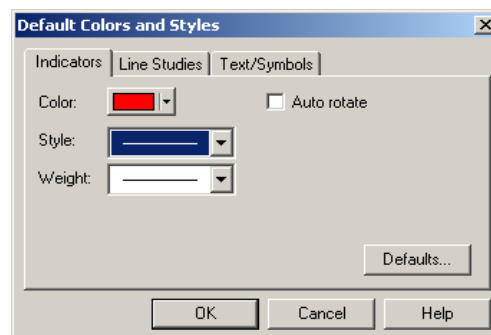 Default Colors and Styles
Indicators Line Studies Text/Symbols
Color: Auto rotate
Style:
Weight:
Defaults...
OK Cancel Help